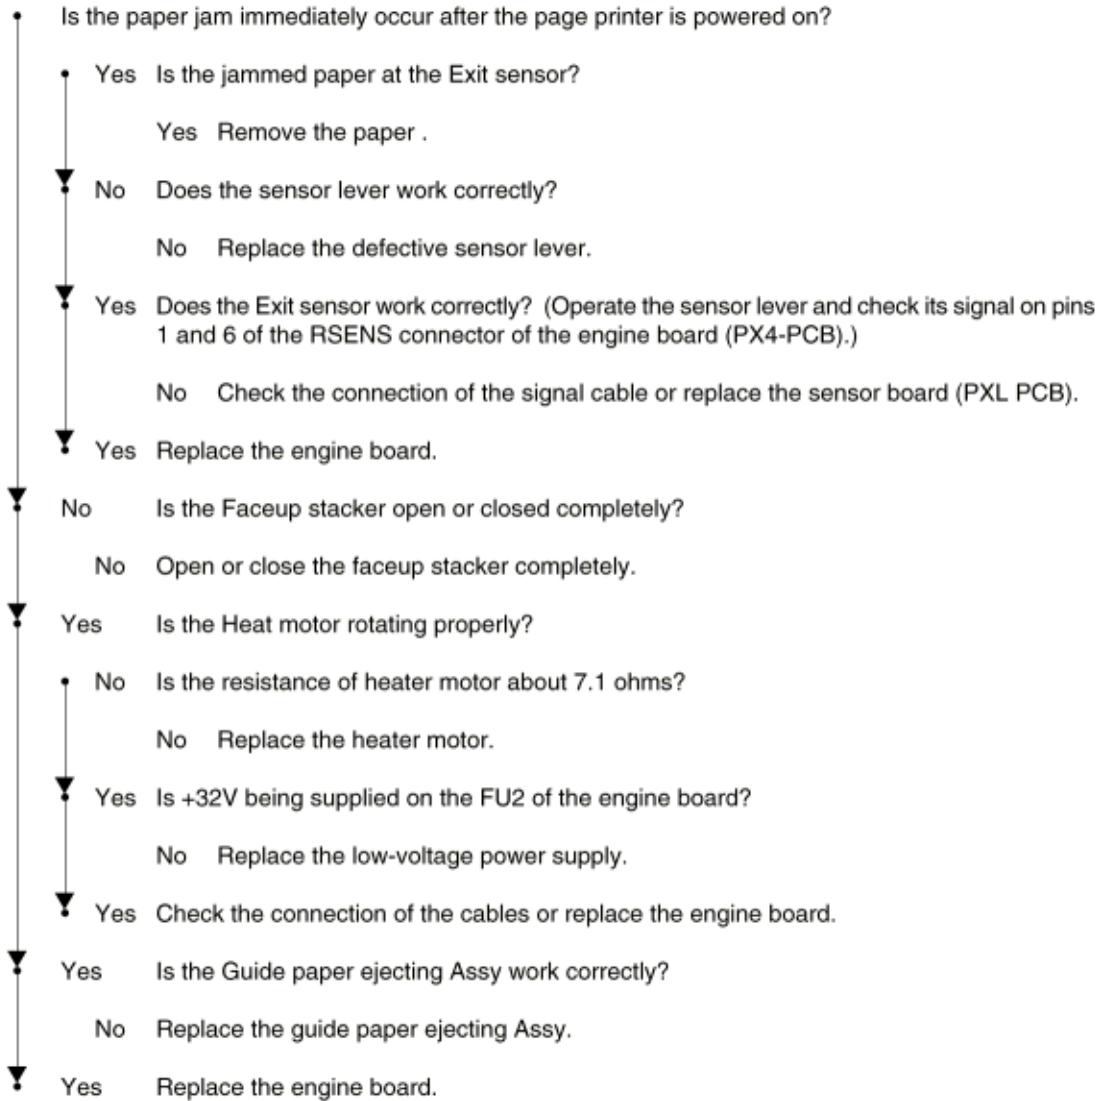 Is the paper jam immediately occur after the page printer is powered on?
Yes Is the jammed paper at the Exit sensor?
Yes Remove the paper .
No Does the sensor lever work correctly?
No Replace the defective sensor lever.
Yes Does the Exit sensor work correctly? (Operate the sensor lever and check its signal on pins
1 and 6 of the RSENS connector of the engine board (PX4-PCB).)
No Check the connection of the signal cable or replace the sensor board (PXL PCB).
Yes Replace the engine board.
No Is the Faceup stacker open or closed completely?
No Open or close the faceup stacker completely.
Yes Is the Heat motor rotating properly?
No Is the resistance of heater motor about 7.1 ohms?
No Replace the heater motor.
Yes Is +32V being supplied on the FU2 of the engine board?
No Replace the low-voltage power supply.
Yes Check the connection of the cables or replace the engine board.
Yes Is the Guide paper ejecting Assy work correctly?
No Replace the guide paper ejecting Assy.
Yes Replace the engine board.